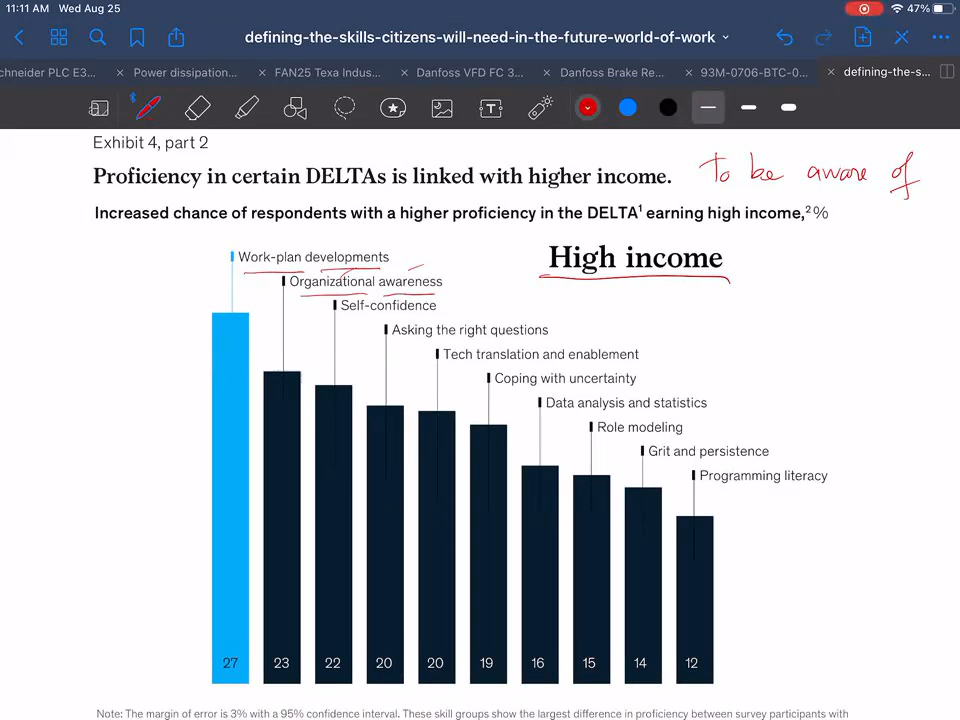 11:11 AM Wed Aug 25
47%
defining-the-skills-citizens-will-need-in-the-future-world-of-work
chneider PLC E3...
Power dissipation...
FAN25 Texa Indus...
Danfoss VFD FC 3...
Danfoss Brake Re...
93M-0706-BTC-0...
defining-the-s...
Exhibit 4, part 2
Proficiency in certain DELTAs is linked with higher income.
to be aware of
Increased chance of respondents with a higher proficiency in the DELTA¹ earning high income,² %
High income
Work-plan developments
Organizational awareness
Self-confidence
Asking the right questions
Tech translation and enablement
Coping with uncertainty
Data analysis and statistics
Role modeling
Grit and persistence
Programming literacy
27 23 22 20 20 19 16 15 14 12
Note: The margin of error is 3% with a 95% confidence interval. These skill groups show the largest difference in proficiency between survey participants with